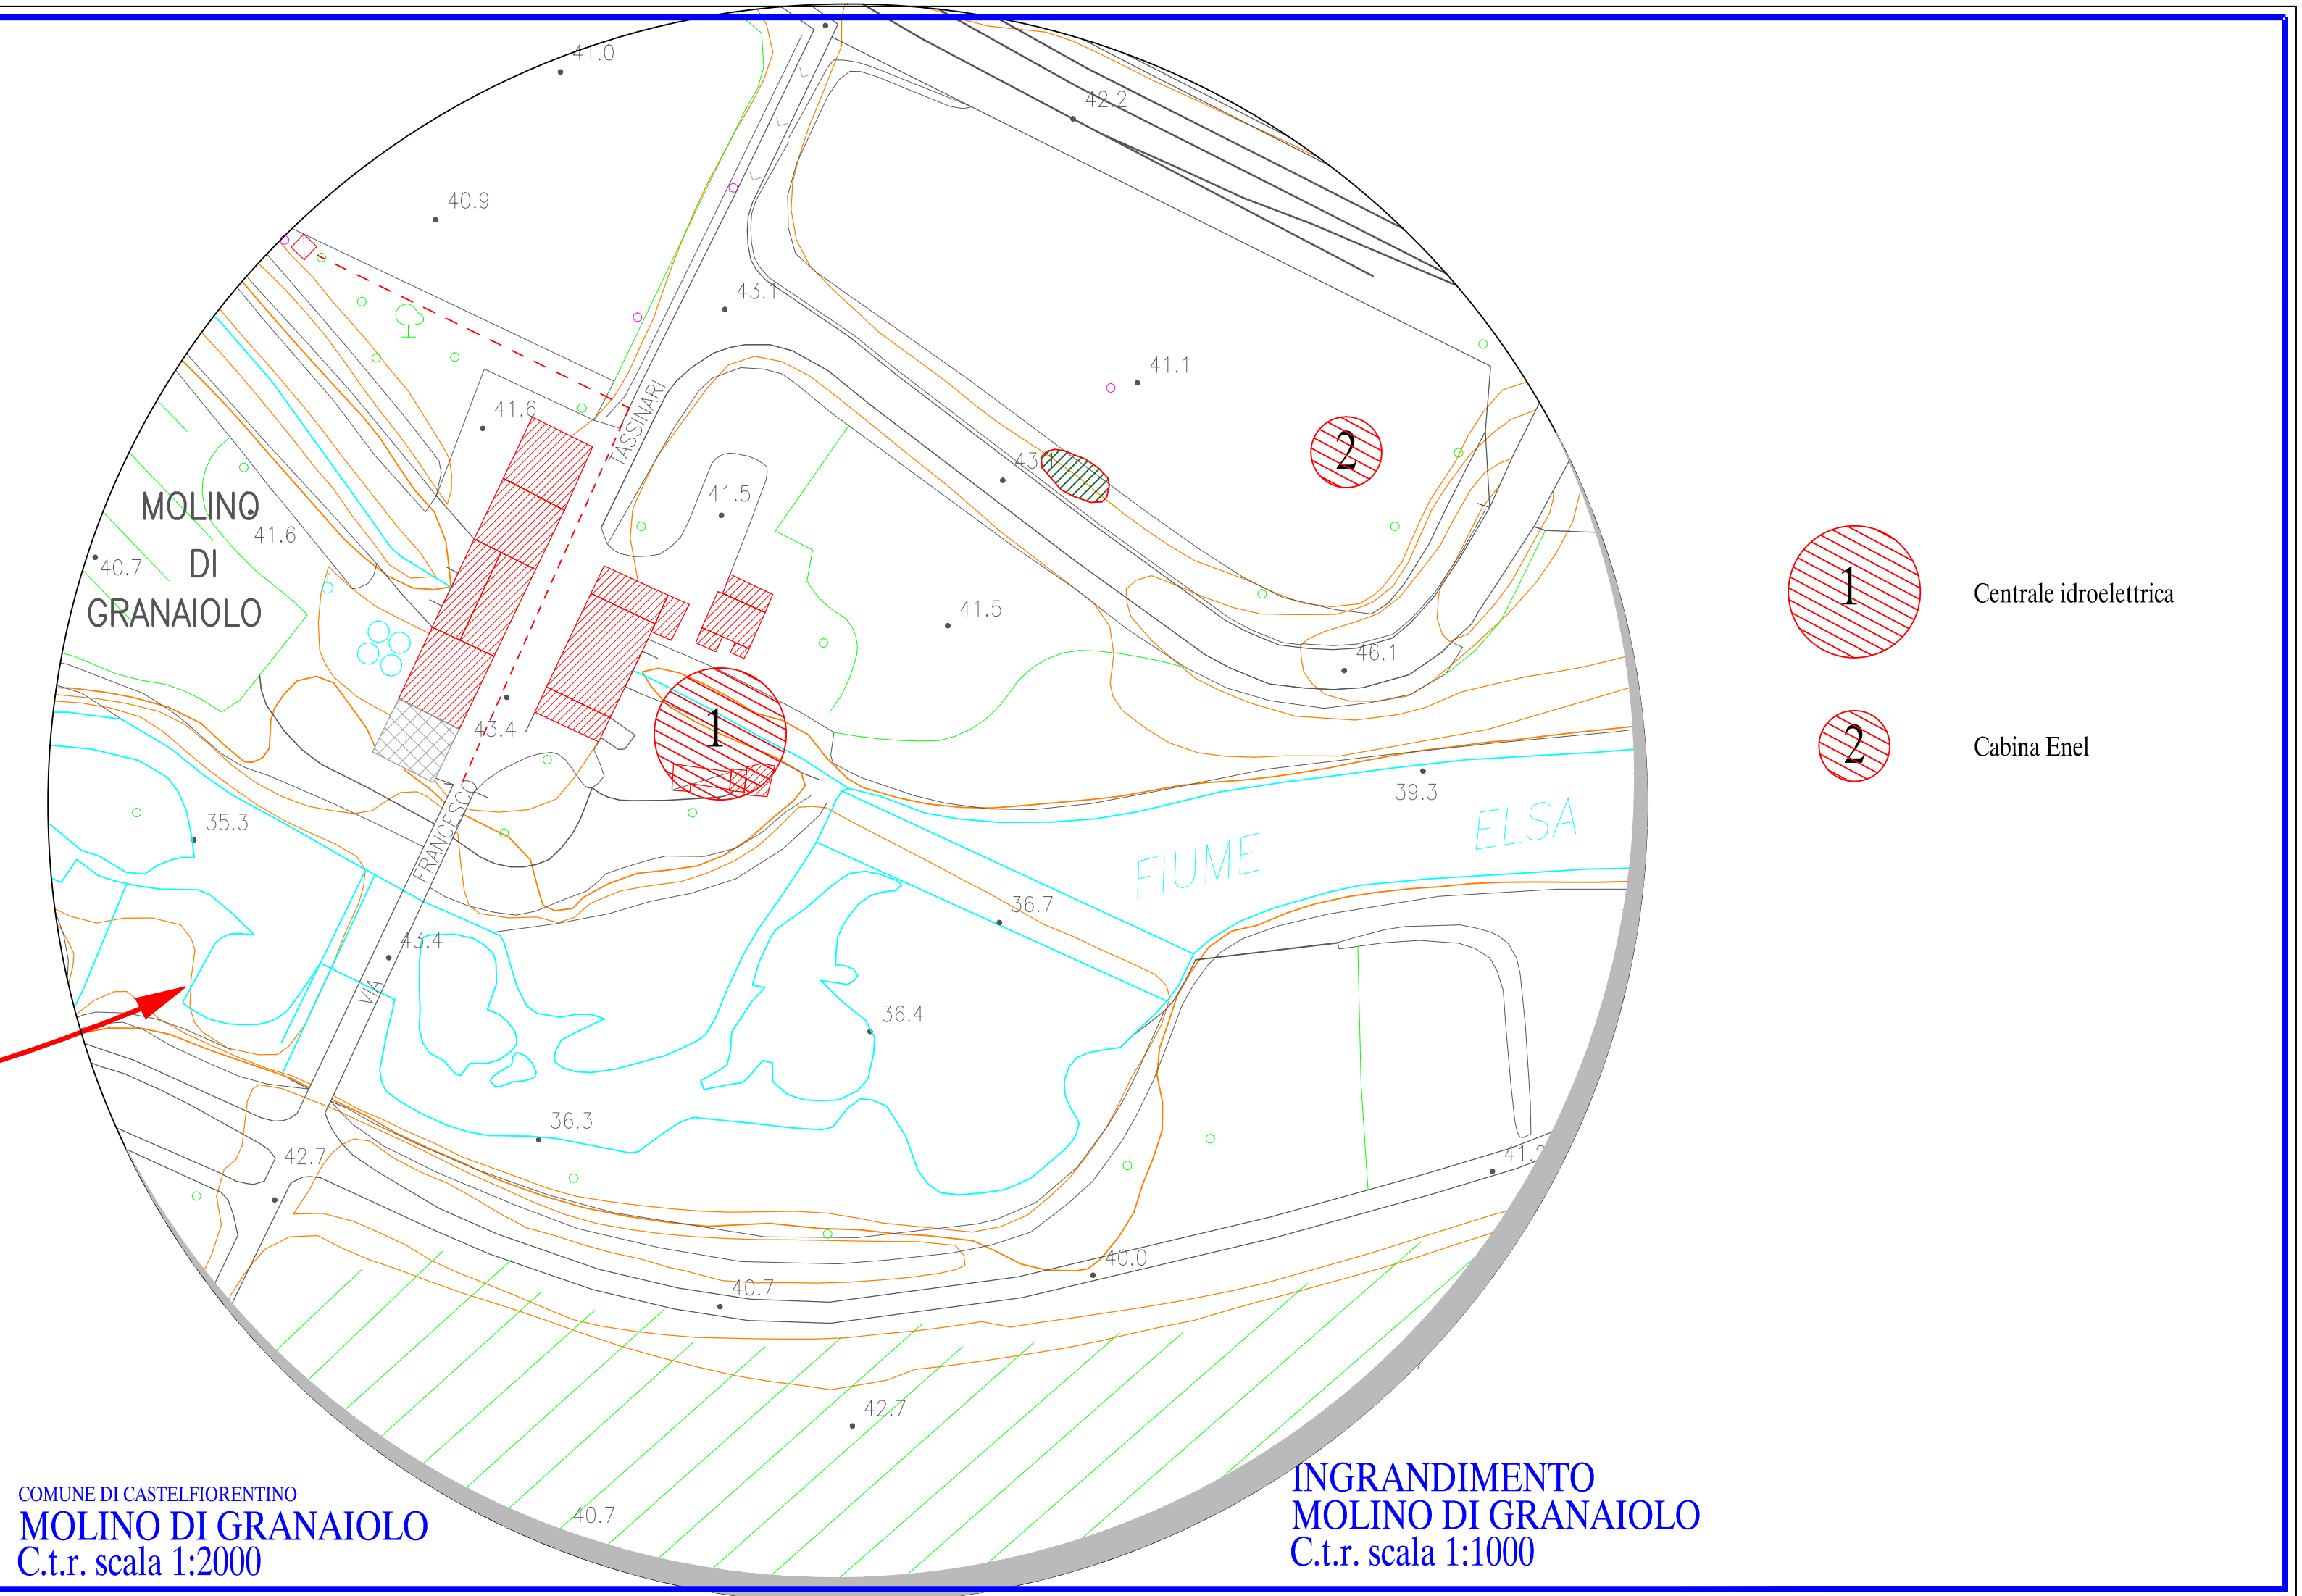 41.0
42.2
40.9
43.1
41.1
41.6
TASSINARI
2
43.1
41.5
MOLINO
DI
GRANAIOLO
41.6
40.7
1
Centrale idroelettrica
41.5
46.1
43.4
1
2
Cabina Enel
39.3
35.3
FRANCESCO
FIUME ELSA
36.7
43.4
VIA
36.4
36.3
42.7
40.0
40.7
42.7
40.7
COMUNE DI CASTELFIORENTINO
MOLINO DI GRANAIOLO
C.t.r. scala 1:2000
INGRANDIMENTO
MOLINO DI GRANAIOLO
C.t.r. scala 1:1000